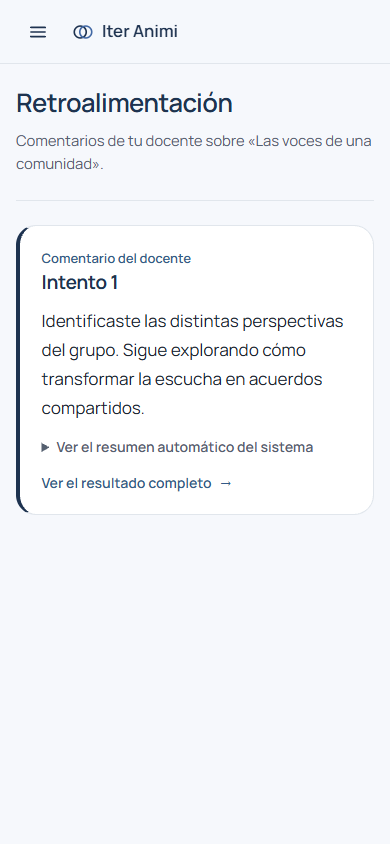 Iter Animi
Retroalimentación
Comentarios de tu docente sobre «Las voces de una
comunidad».
Comentario del docente
Intento 1
Identificaste las distintas perspectivas
del grupo. Sigue explorando cómo
transformar la escucha en acuerdos
compartidos.
▶ Ver el resumen automático del sistema
Ver el resultado completo →